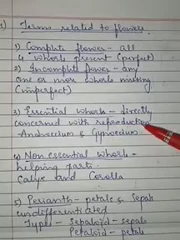 Terms related to flowers
1) Complete flower - all
4 whorls present (perfect)
2) Incomplete flower - any
one or more whorls missing
(imperfect)
3) Essential whorls - directly
concerned with reproduction
Androecium & Gynoecium
4) Non essential whorls -
helping parts
Calyx and Corolla
5) Perianth - petals & sepals
undifferentiated
Types - Sepaloid - sepals
Petaloid - petals